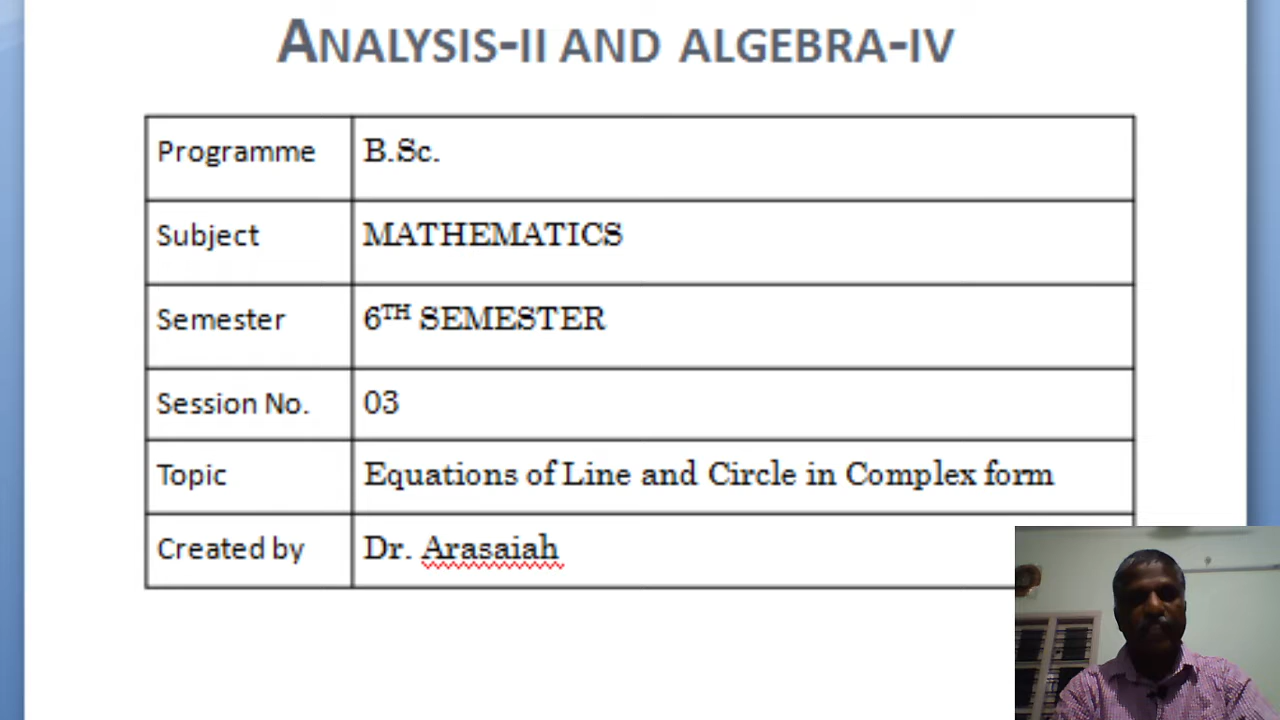 ANALYSIS-II AND ALGEBRA-IV
Programme B.Sc.
Subject MATHEMATICS
Semester 6TH SEMESTER
Session No. 03
Topic Equations of Line and Circle in Complex form
Created by Dr. Arasaiah